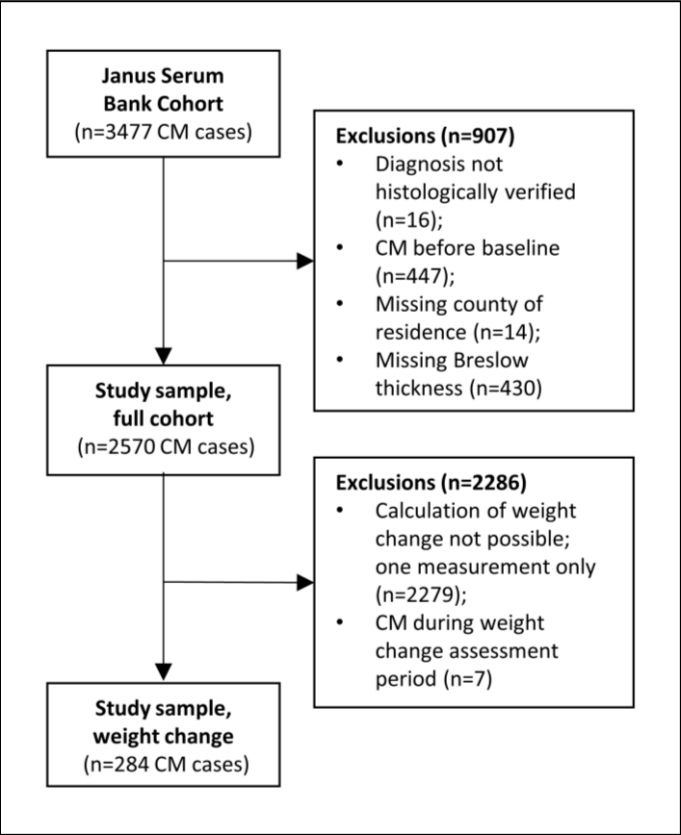 Janus Serum
Bank Cohort
(n=3477 CM cases)
Exclusions (n=907)
• Diagnosis not
histologically verified
(n=16);
• CM before baseline
(n=447);
• Missing county of
residence (n=14);
• Missing Breslow
thickness (n=430)
Study sample,
full cohort
(n=2570 CM cases)
Exclusions (n=2286)
• Calculation of weight
change not possible;
one measurement only
(n=2279);
• CM during weight
change assessment
period (n=7)
Study sample,
weight change
(n=284 CM cases)